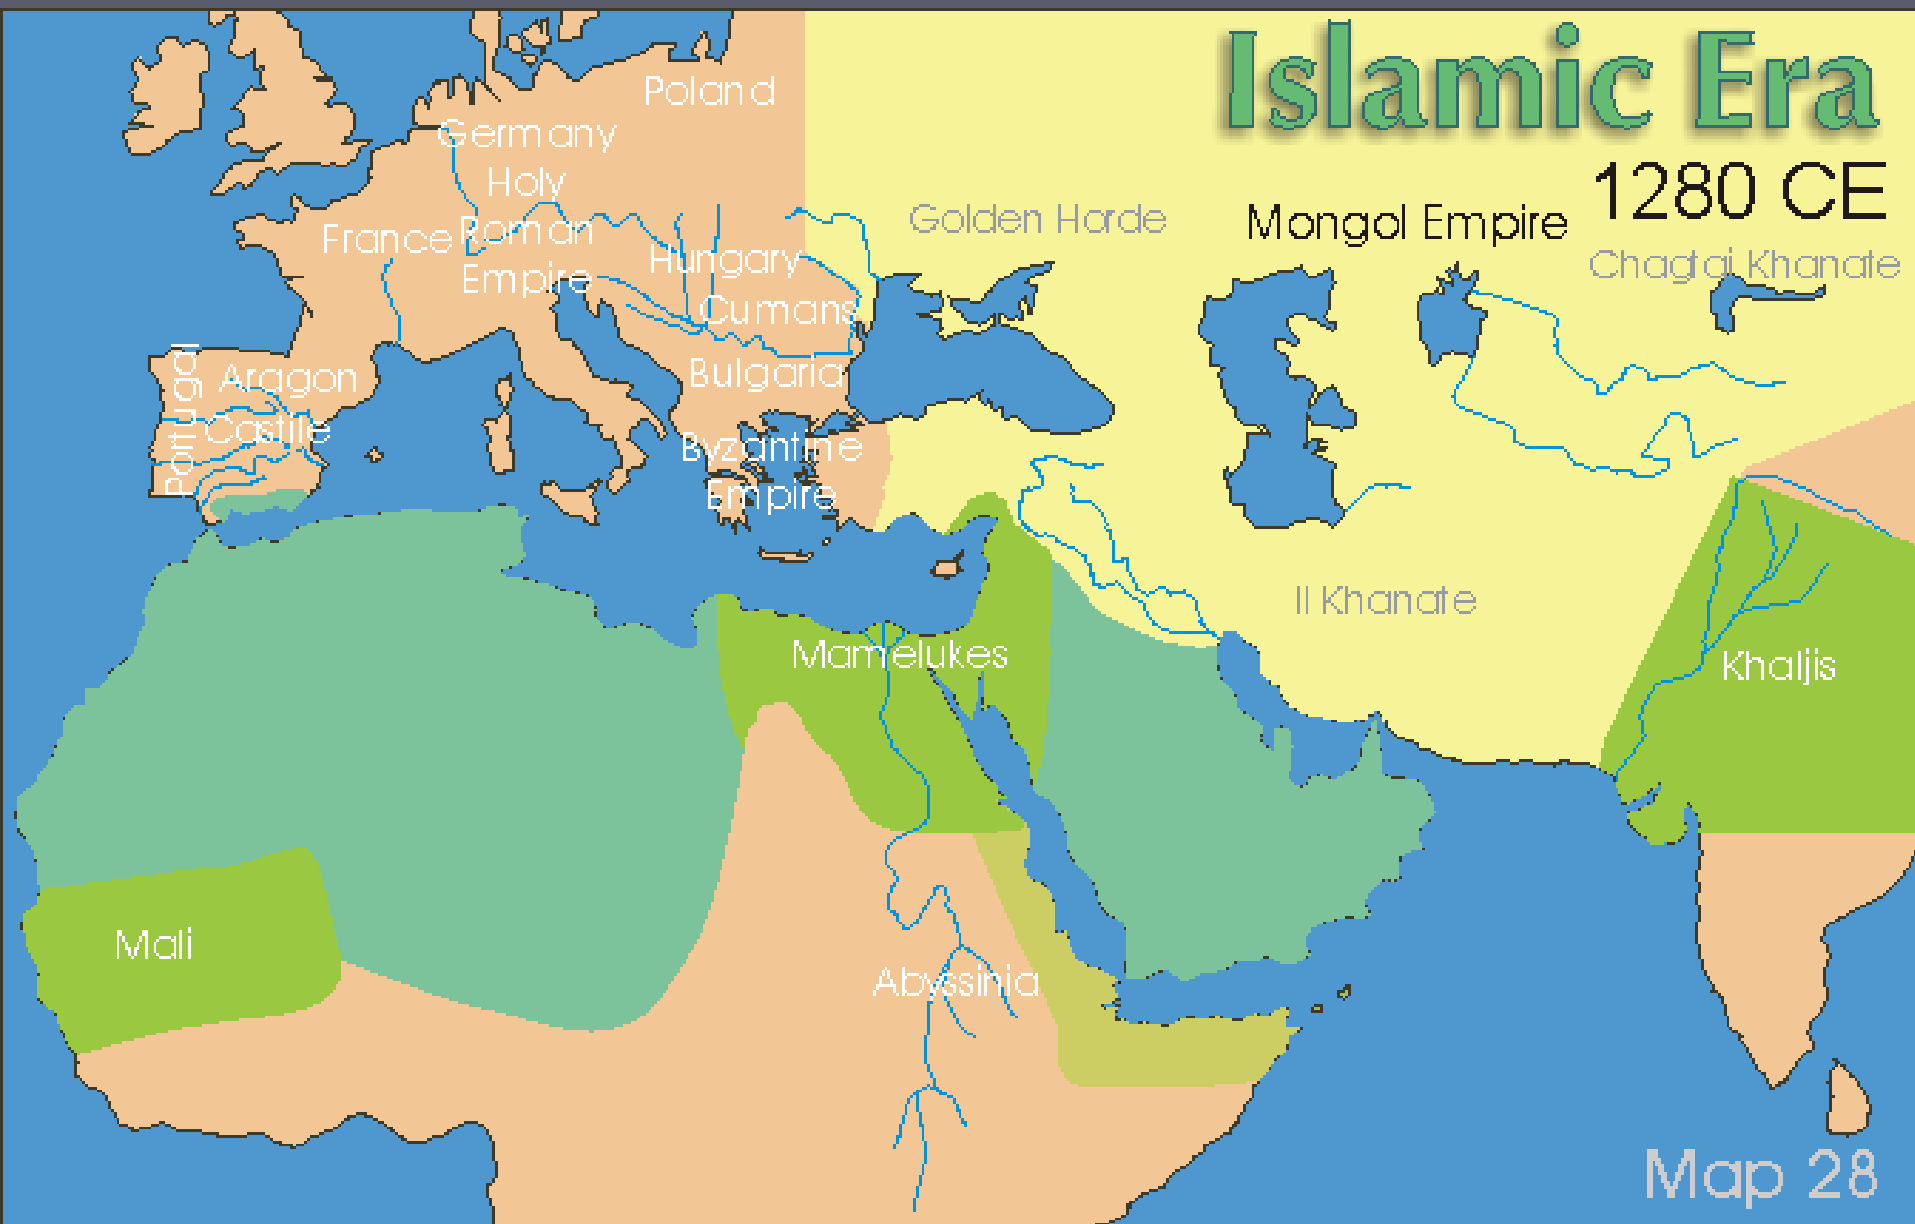 Islamic Era
1280 CE
Poland
Germany
Holy
Roman
Empire
France
Hungary
Cumans
Bulgaria
Byzantine
Empire
Portugal
Aragon
Castile
Golden Horde
Mongol Empire
Chagtai Khanate
Il Khanate
Mamelukes
Khaljis
Mali
Abyssinia
Map 28